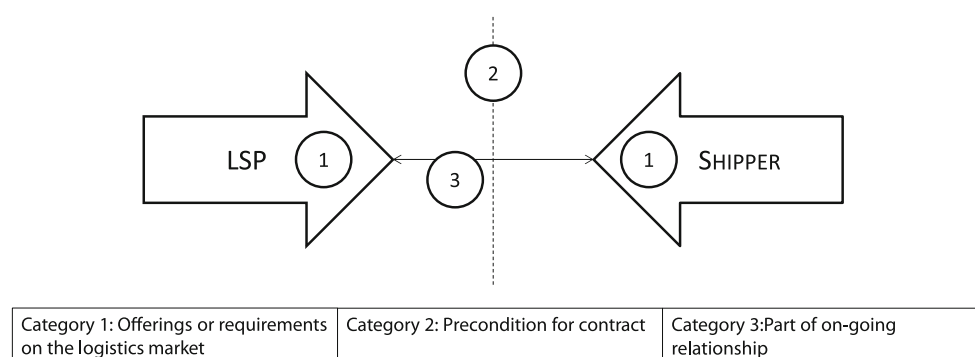 2
LSP 1
3
1 SHIPPER
Category 1: Offerings or requirements
on the logistics market
Category 2: Precondition for contract
Category 3:Part of on-going
relationship